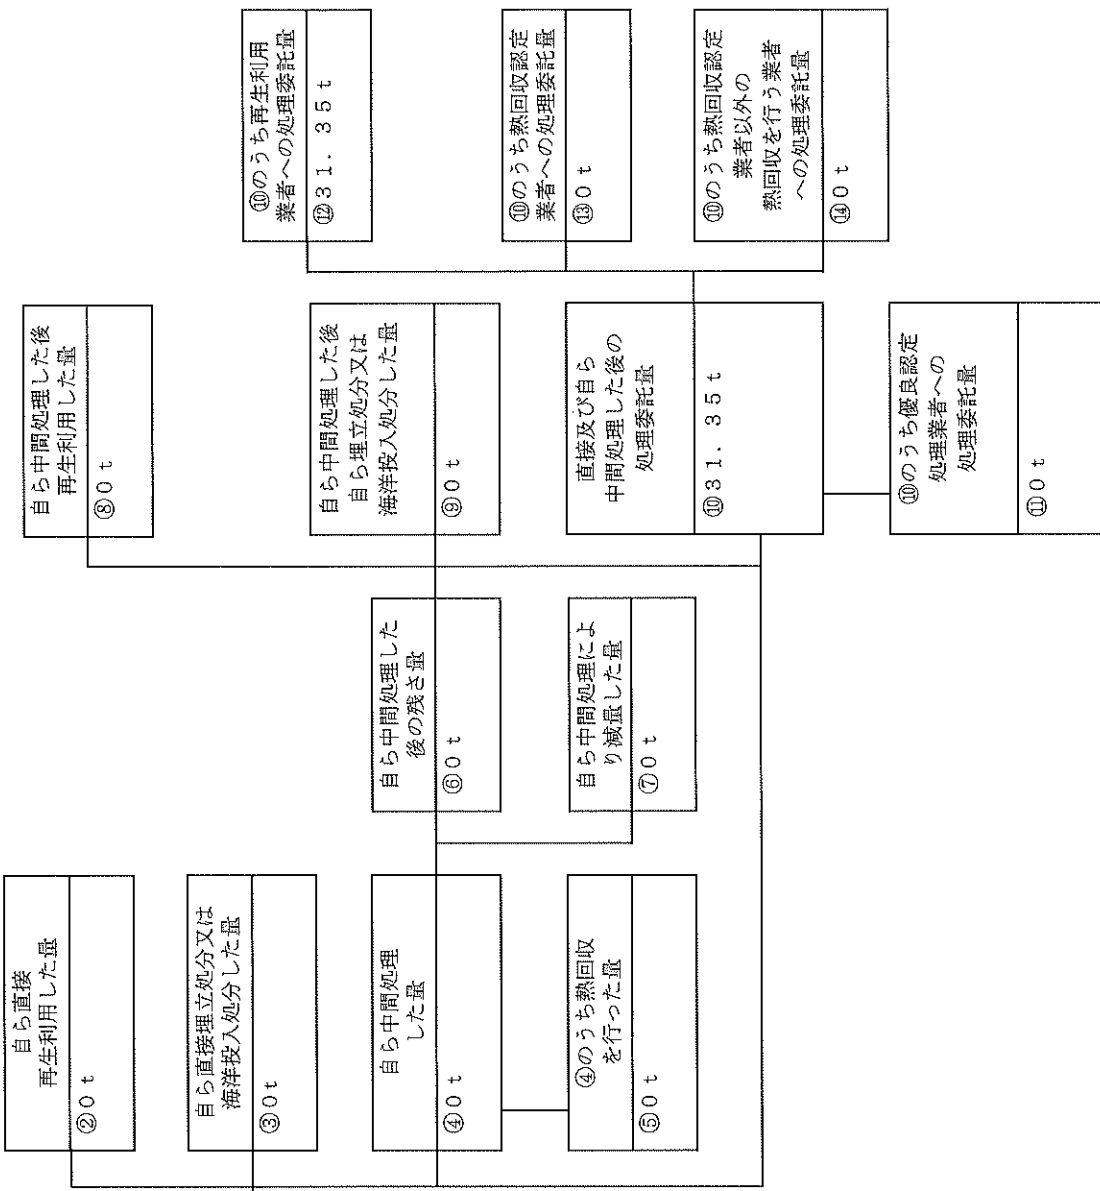 自ら直接
再生利用した量
②0 t
自ら直接埋立処分又は
海洋投入処分した量
③0 t
自ら中間処理
した量
④0 t
④のうち熱回収
を行った量
⑤0 t
自ら中間処理した
後の残さ量
⑥0 t
自ら中間処理によ
り減量した量
⑦0 t
自ら中間処理した後
再生利用した量
⑧0 t
自ら中間処理した後
自ら埋立処分又は
海洋投入処分した量
⑨0 t
直接及び自ら
中間処理した後の
処理委託量
⑩31. 35t
⑩のうち優良認定
処理業者への
処理委託量
⑪0 t
⑩のうち再生利用
業者への処理委託量
⑫31. 35t
⑩のうち熱回収認定
業者への処理委託量
⑬0 t
⑩のうち熱回収認定
業者以外の
熱回収を行う業者
への処理委託量
⑭0 t